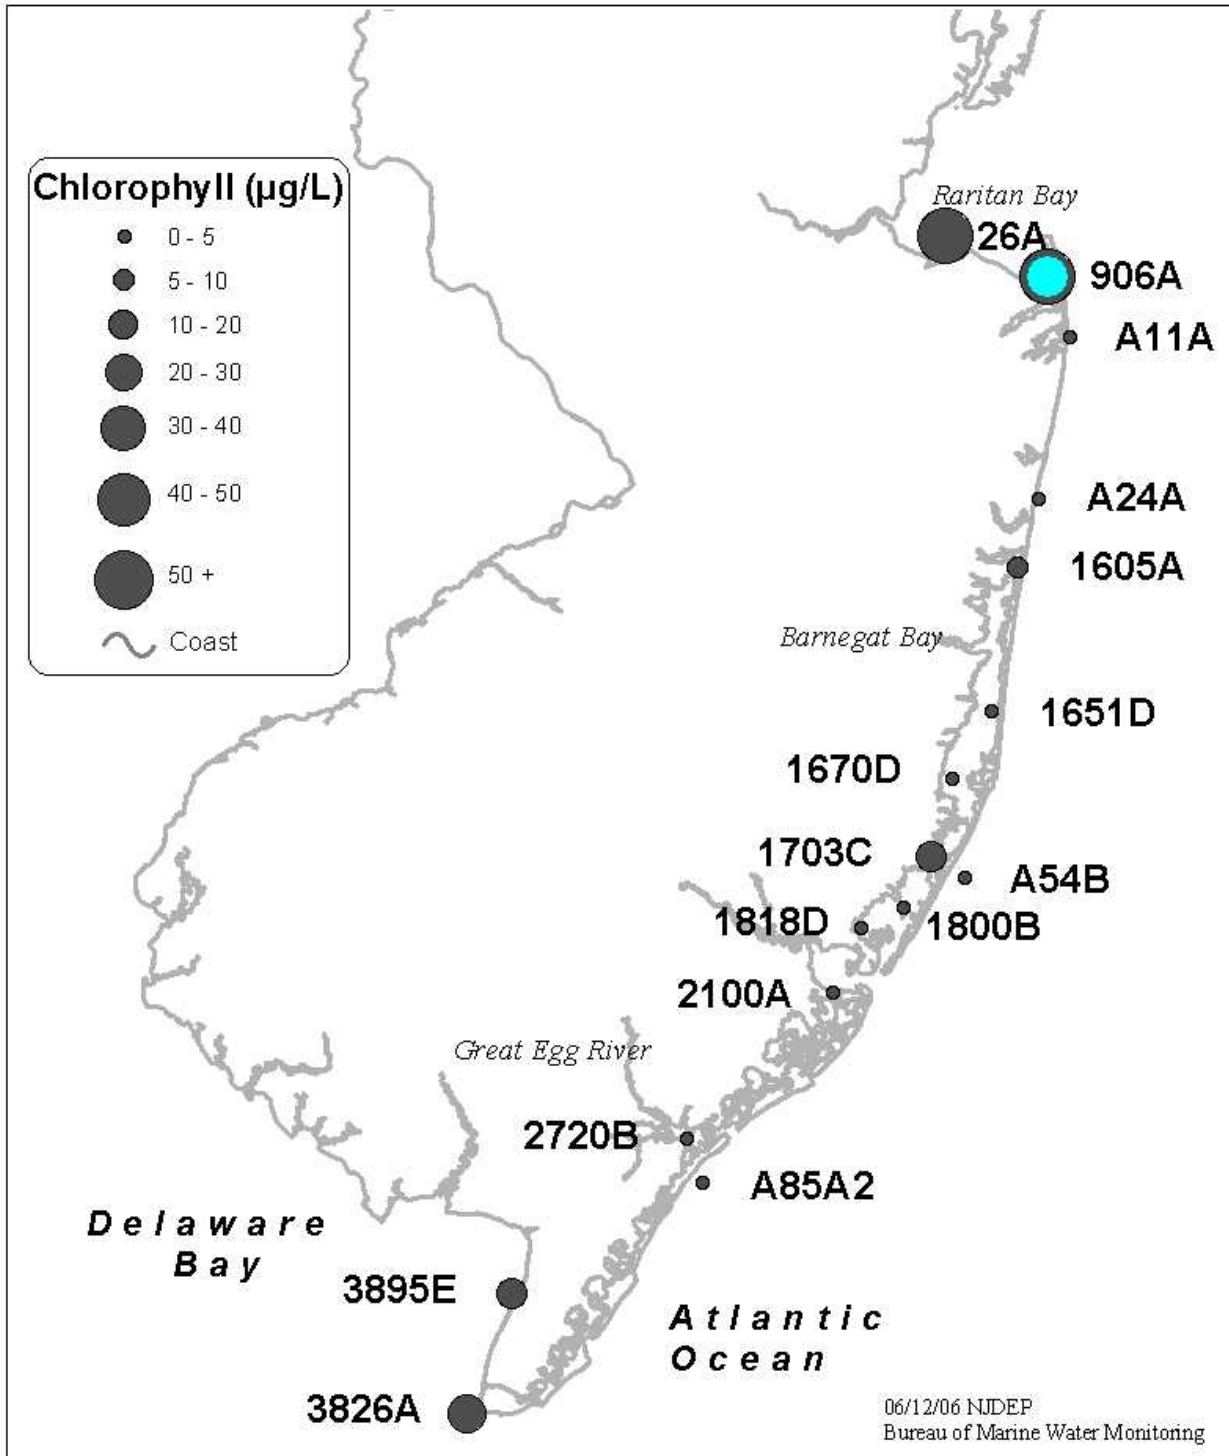 Chlorophyll (µg/L)
0 - 5
5 - 10
10 - 20
20 - 30
30 - 40
40 - 50
50 +
Coast
Raritan Bay
26A
906A
A11A
A24A
1605A
Barnegat Bay
1651D
1670D
1703C
A54B
1818D
1800B
2100A
Great Egg River
2720B
A85A2
Delaware
Bay
3895E
Atlantic
Ocean
3826A
06/12/06 NJDEP
Bureau of Marine Water Monitoring